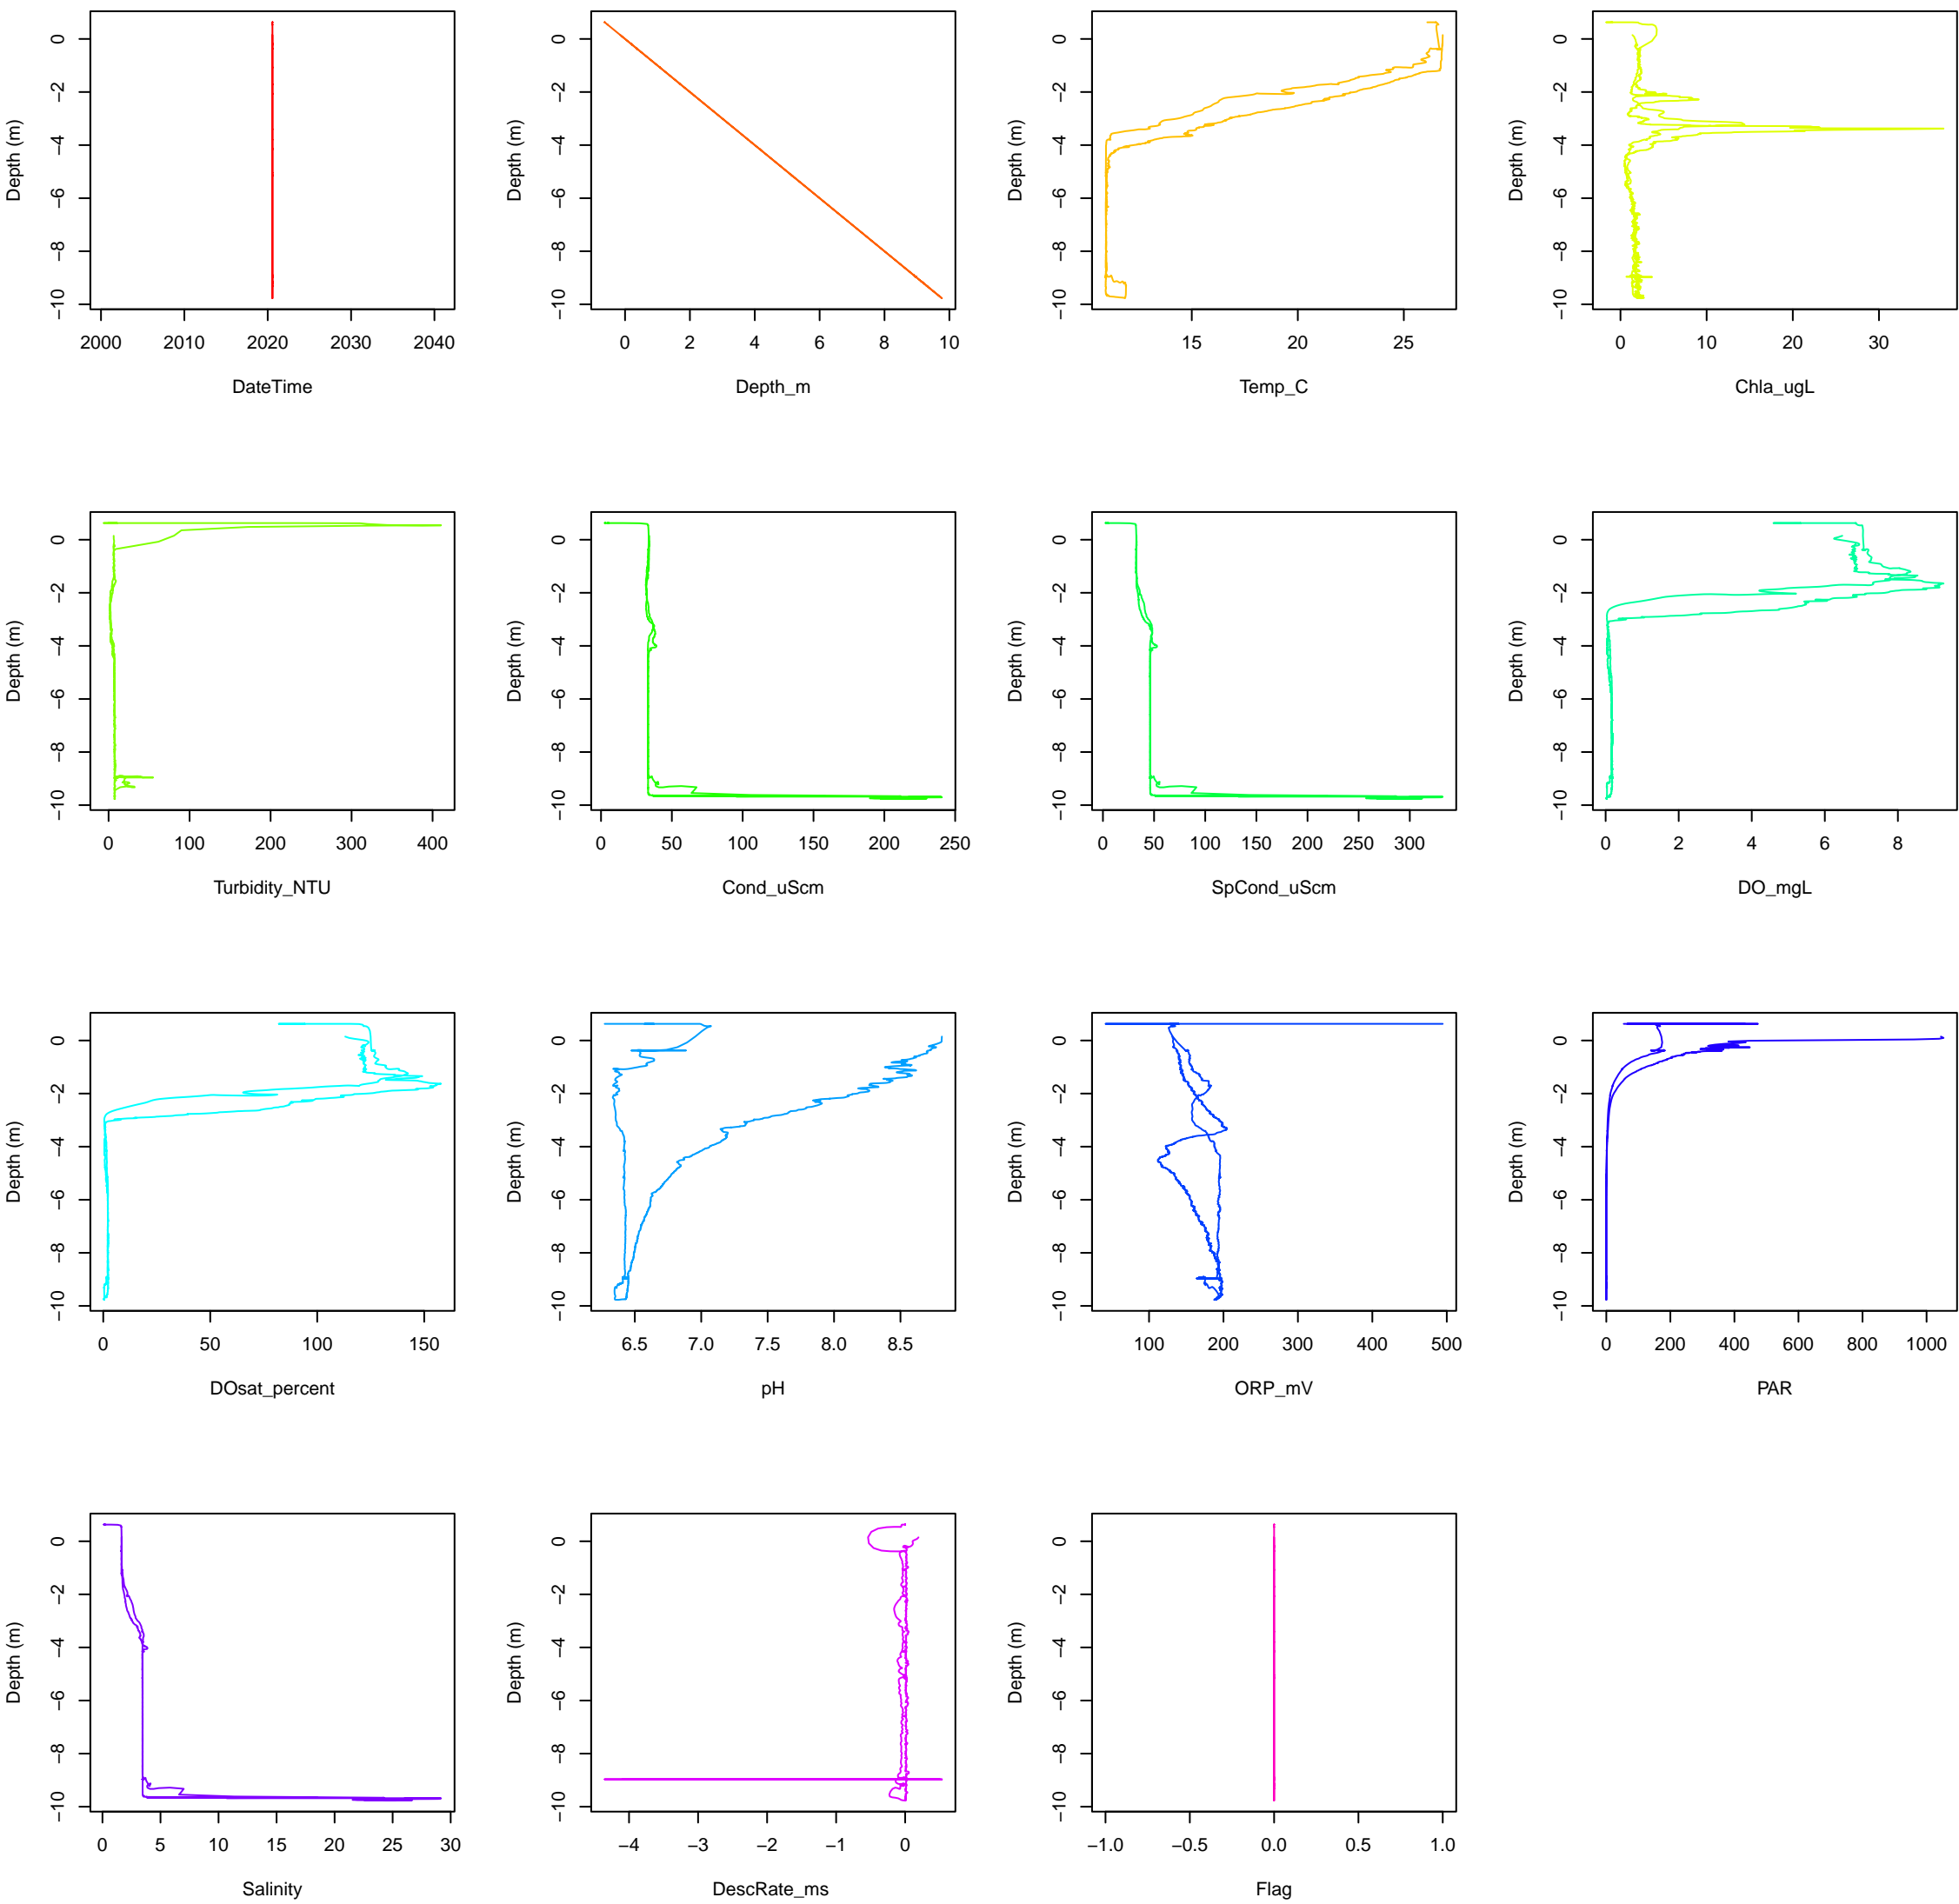 Depth (m)
0
−2
−4
−6
−8
−10
2000 2010 2020 2030 2040
DateTime
Depth (m)
0
−2
−4
−6
−8
−10
0 2 4 6 8 10
Depth_m
Depth (m)
0
−2
−4
−6
−8
−10
15 20 25
Temp_C
Depth (m)
0
−2
−4
−6
−8
−10
0 10 20 30
Chla_ugL
Depth (m)
0
−2
−4
−6
−8
−10
0 100 200 300 400
Turbidity_NTU
Depth (m)
0
−2
−4
−6
−8
−10
0 50 100 150 200 250
Cond_uScm
Depth (m)
0
−2
−4
−6
−8
−10
0 50 100 150 200 250 300
SpCond_uScm
Depth (m)
0
−2
−4
−6
−8
−10
0 2 4 6 8
DO_mgL
Depth (m)
0
−2
−4
−6
−8
−10
0 50 100 150
DOsat_percent
Depth (m)
0
−2
−4
−6
−8
−10
6.5 7.0 7.5 8.0 8.5
pH
Depth (m)
0
−2
−4
−6
−8
−10
100 200 300 400 500
ORP_mV
Depth (m)
0
−2
−4
−6
−8
−10
0 200 400 600 800 1000
PAR
Depth (m)
0
−2
−4
−6
−8
−10
0 5 10 15 20 25 30
Salinity
Depth (m)
0
−2
−4
−6
−8
−10
−4 −3 −2 −1 0
DescRate_ms
Depth (m)
0
−2
−4
−6
−8
−10
−1.0 −0.5 0.0 0.5 1.0
Flag